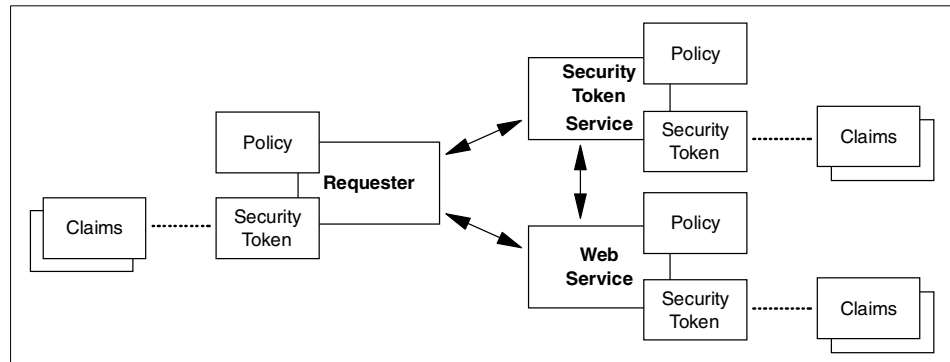 Policy
Requester
Security
Token
Claims
Security
Token
Service
Policy
Security
Token
Claims
Web
Service
Policy
Security
Token
Claims